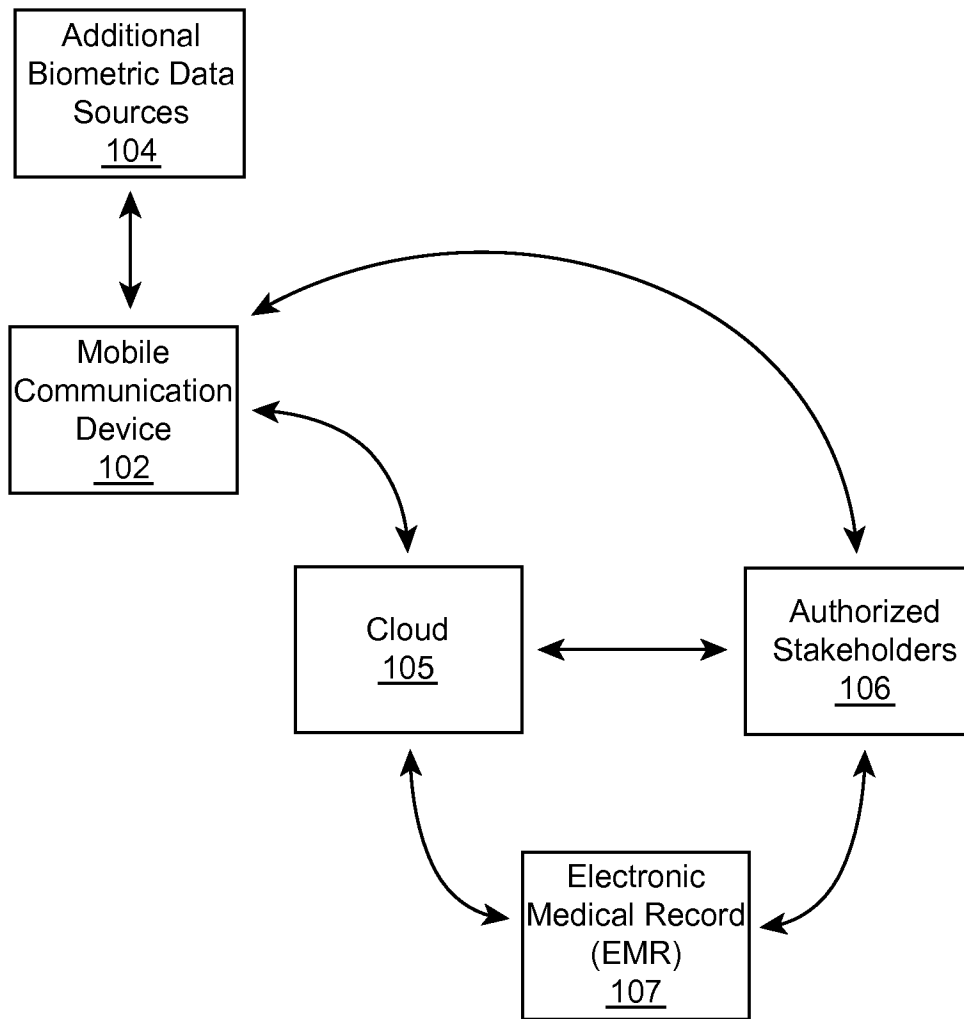 Additional
Biometric Data
Sources
104
Mobile
Communication
Device
102
Cloud
105
Authorized
Stakeholders
106
Electronic
Medical Record
(EMR)
107